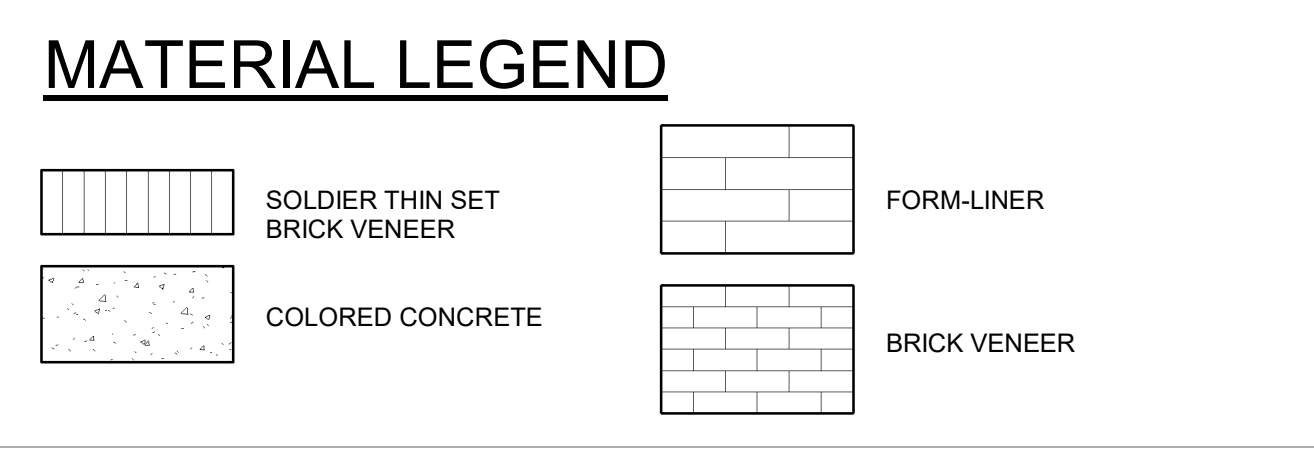 MATERIAL LEGEND
SOLDIER THIN SET
BRICK VENEER
COLORED CONCRETE
FORM-LINER
BRICK VENEER